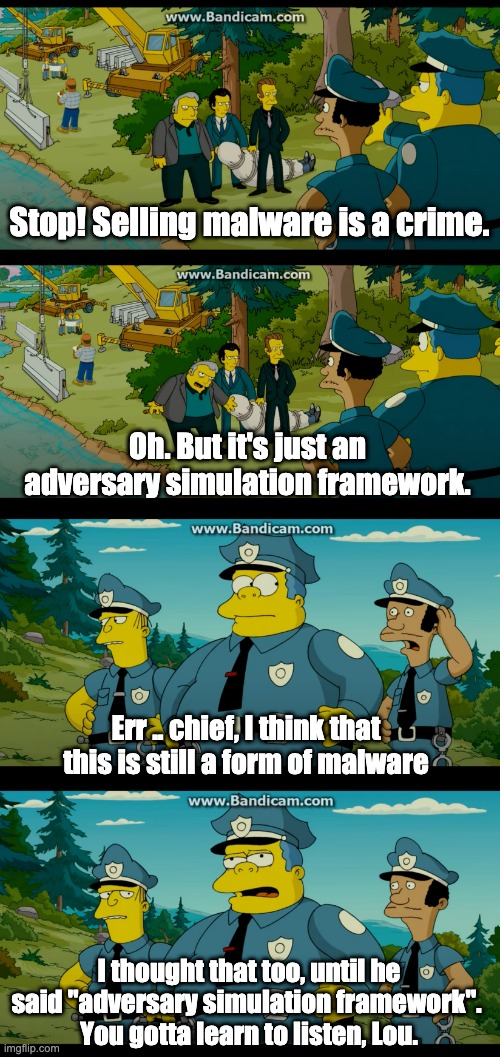 www.Bandicam.com
Stop! Selling malware is a crime.
www.Bandicam.com
Oh. But it's just an
adversary simulation framework.
www.Bandicam.com
Err .. chief, I think that
this is still a form of malware
www.Bandicam.com
I thought that too, until he
said "adversary simulation framework".
You gotta learn to listen, Lou.
imgflip.com